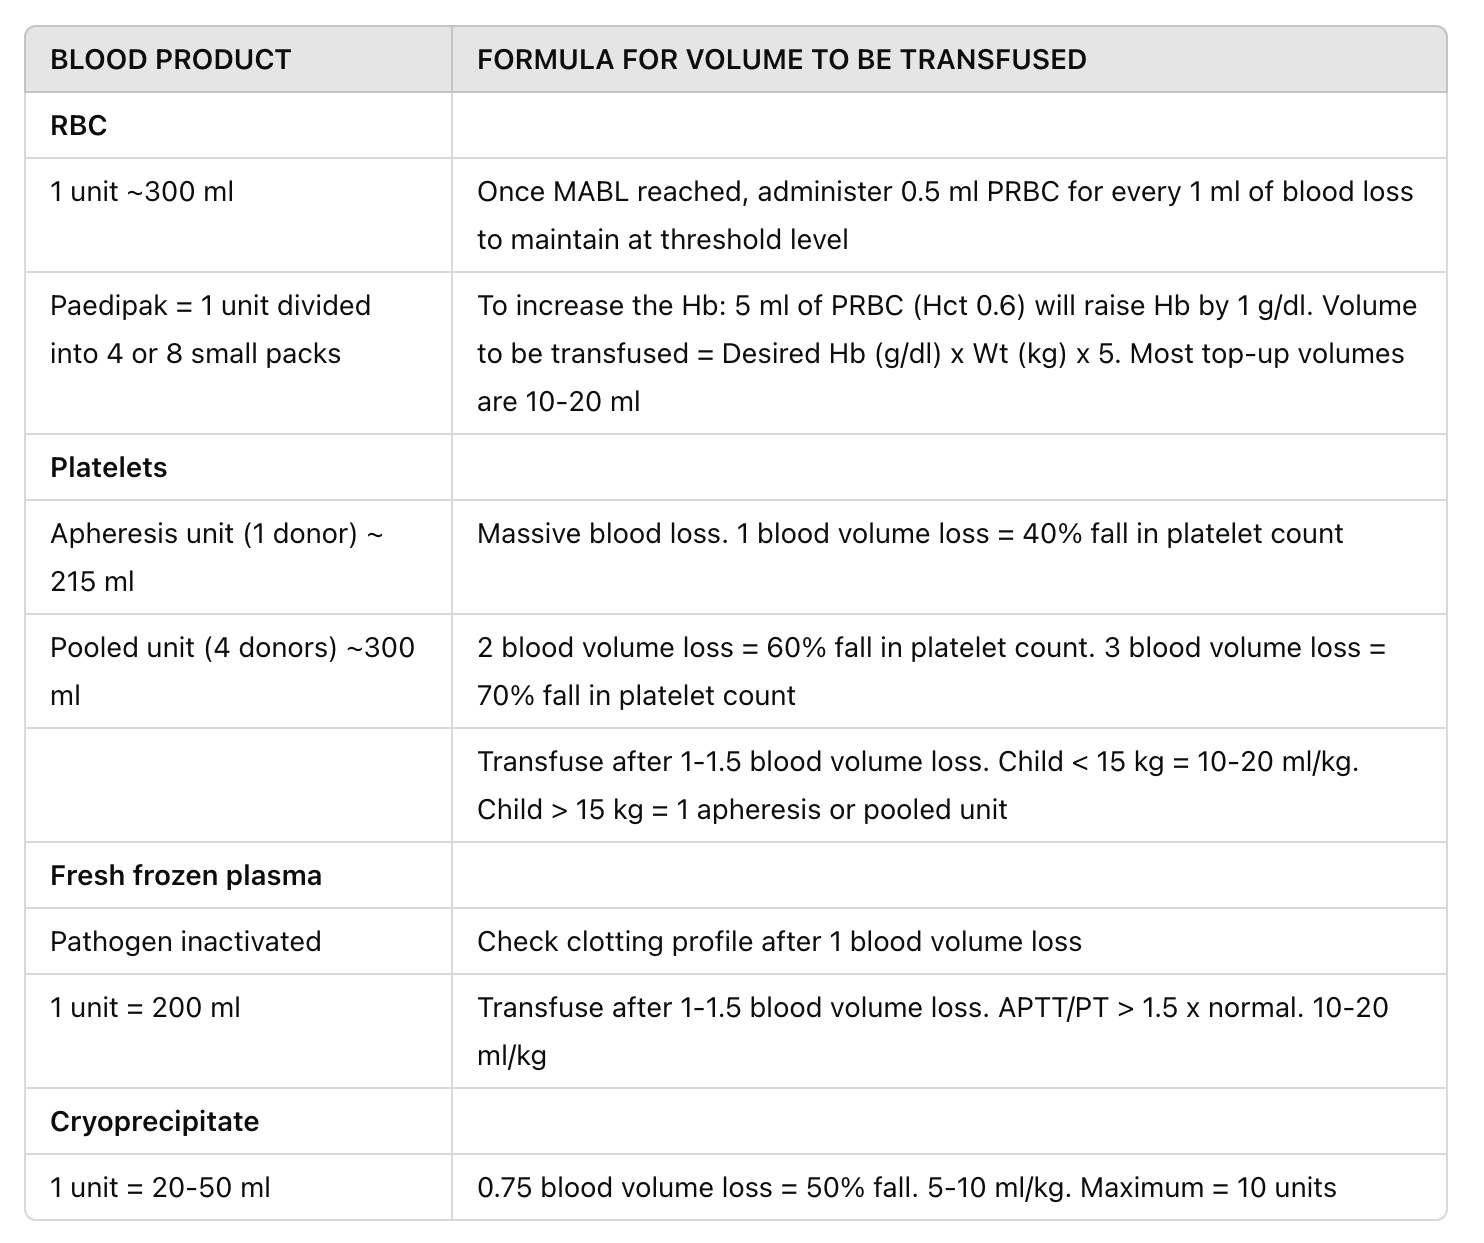 BLOOD PRODUCT
FORMULA FOR VOLUME TO BE TRANSFUSED
RBC
1 unit ~300 ml
Once MABL reached, administer 0.5 ml PRBC for every 1 ml of blood loss
to maintain at threshold level
Paedipak = 1 unit divided
into 4 or 8 small packs
To increase the Hb: 5 ml of PRBC (Hct 0.6) will raise Hb by 1 g/dl. Volume
to be transfused = Desired Hb (g/dl) x Wt (kg) x 5. Most top-up volumes
are 10-20 ml
Platelets
Apheresis unit (1 donor) ~
215 ml
Massive blood loss. 1 blood volume loss = 40% fall in platelet count
Pooled unit (4 donors) ~300
ml
2 blood volume loss = 60% fall in platelet count. 3 blood volume loss =
70% fall in platelet count
Transfuse after 1-1.5 blood volume loss. Child < 15 kg = 10-20 ml/kg.
Child > 15 kg = 1 apheresis or pooled unit
Fresh frozen plasma
Pathogen inactivated
Check clotting profile after 1 blood volume loss
1 unit = 200 ml
Transfuse after 1-1.5 blood volume loss. APTT/PT > 1.5 x normal. 10-20
ml/kg
Cryoprecipitate
1 unit = 20-50 ml
0.75 blood volume loss = 50% fall. 5-10 ml/kg. Maximum = 10 units